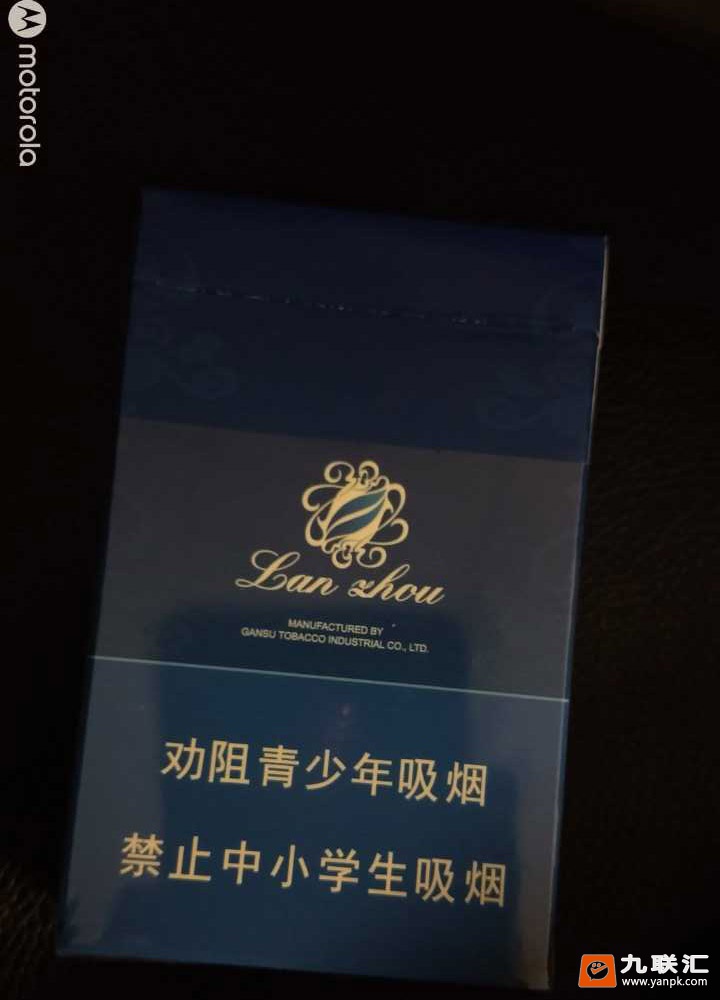 motorola
Lan zhou
MANUFACTURED BY
GANSU TOBACCO INDUSTRIAL CO., LTD.
劝阻青少年吸烟
禁止中小学生吸烟
九联汇
www.yanpk.com